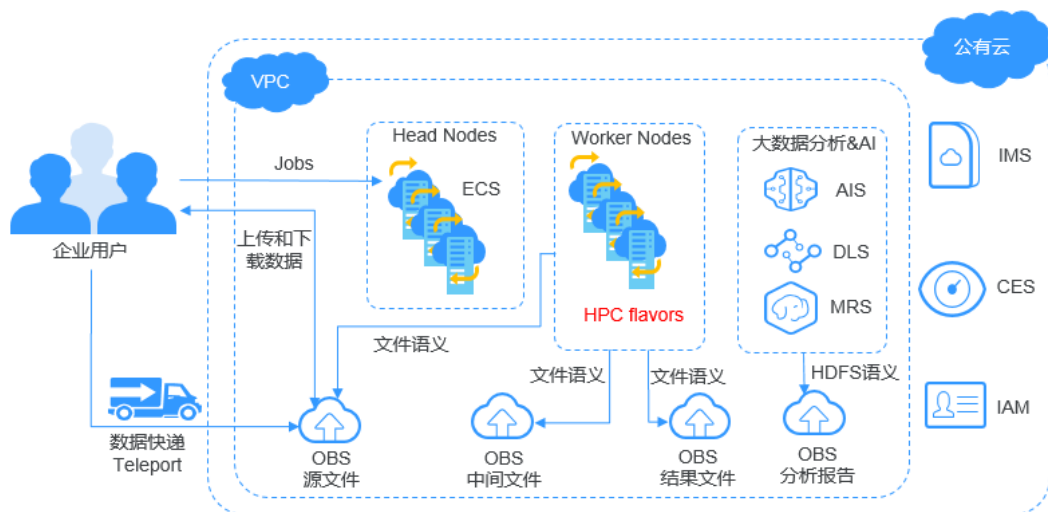 公有云
VPC
Head Nodes
ECS
Worker Nodes
HPC flavors
大数据分析&AI
AIS
DLS
MRS
IMS
CES
IAM
Jobs
企业用户
上传和下
载数据
文件语义
文件语义
文件语义
HDFS语义
数据快递
Teleport
OBS
源文件
OBS
中间文件
OBS
结果文件
OBS
分析报告